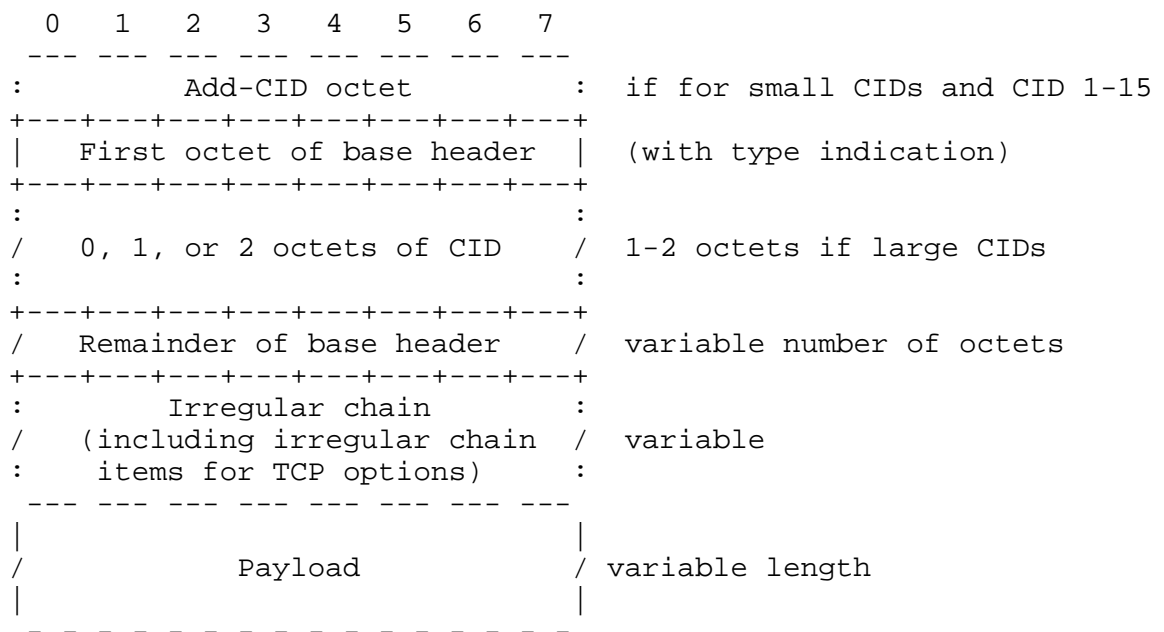 0   1   2   3   4   5   6   7
 --- --- --- --- --- --- --- ---
:         Add-CID octet         :  if for small CIDs and CID 1-15
+---+---+---+---+---+---+---+---+
|   First octet of base header  |  (with type indication)
+---+---+---+---+---+---+---+---+
:                               :
/   0, 1, or 2 octets of CID    /  1-2 octets if large CIDs
:                               :
+---+---+---+---+---+---+---+---+
/   Remainder of base header    /  variable number of octets
+---+---+---+---+---+---+---+---+
:        Irregular chain        :
/   (including irregular chain  /  variable
:    items for TCP options)     :
 --- --- --- --- --- --- --- ---
|                               |
/            Payload            / variable length
|                               |
 - - - - - - - - - - - - - - - -